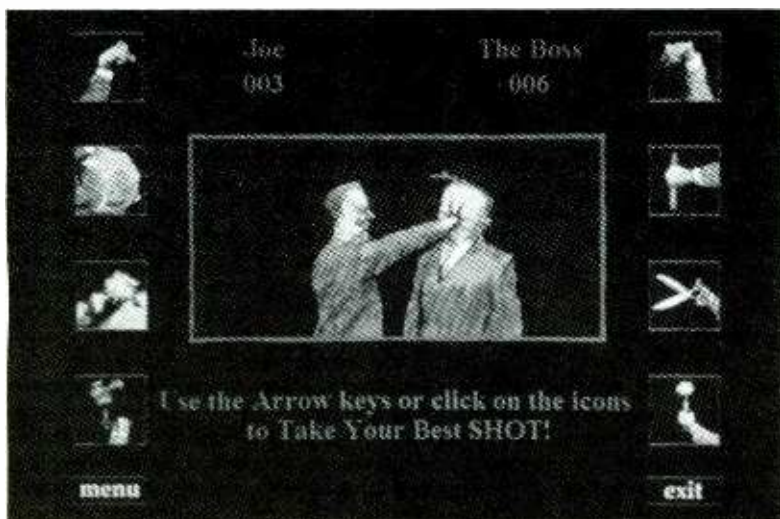 Joe
The Boss
003
006
Use the Arrow keys or click on the icons
to Take Your Best SHOT!
menu
exit